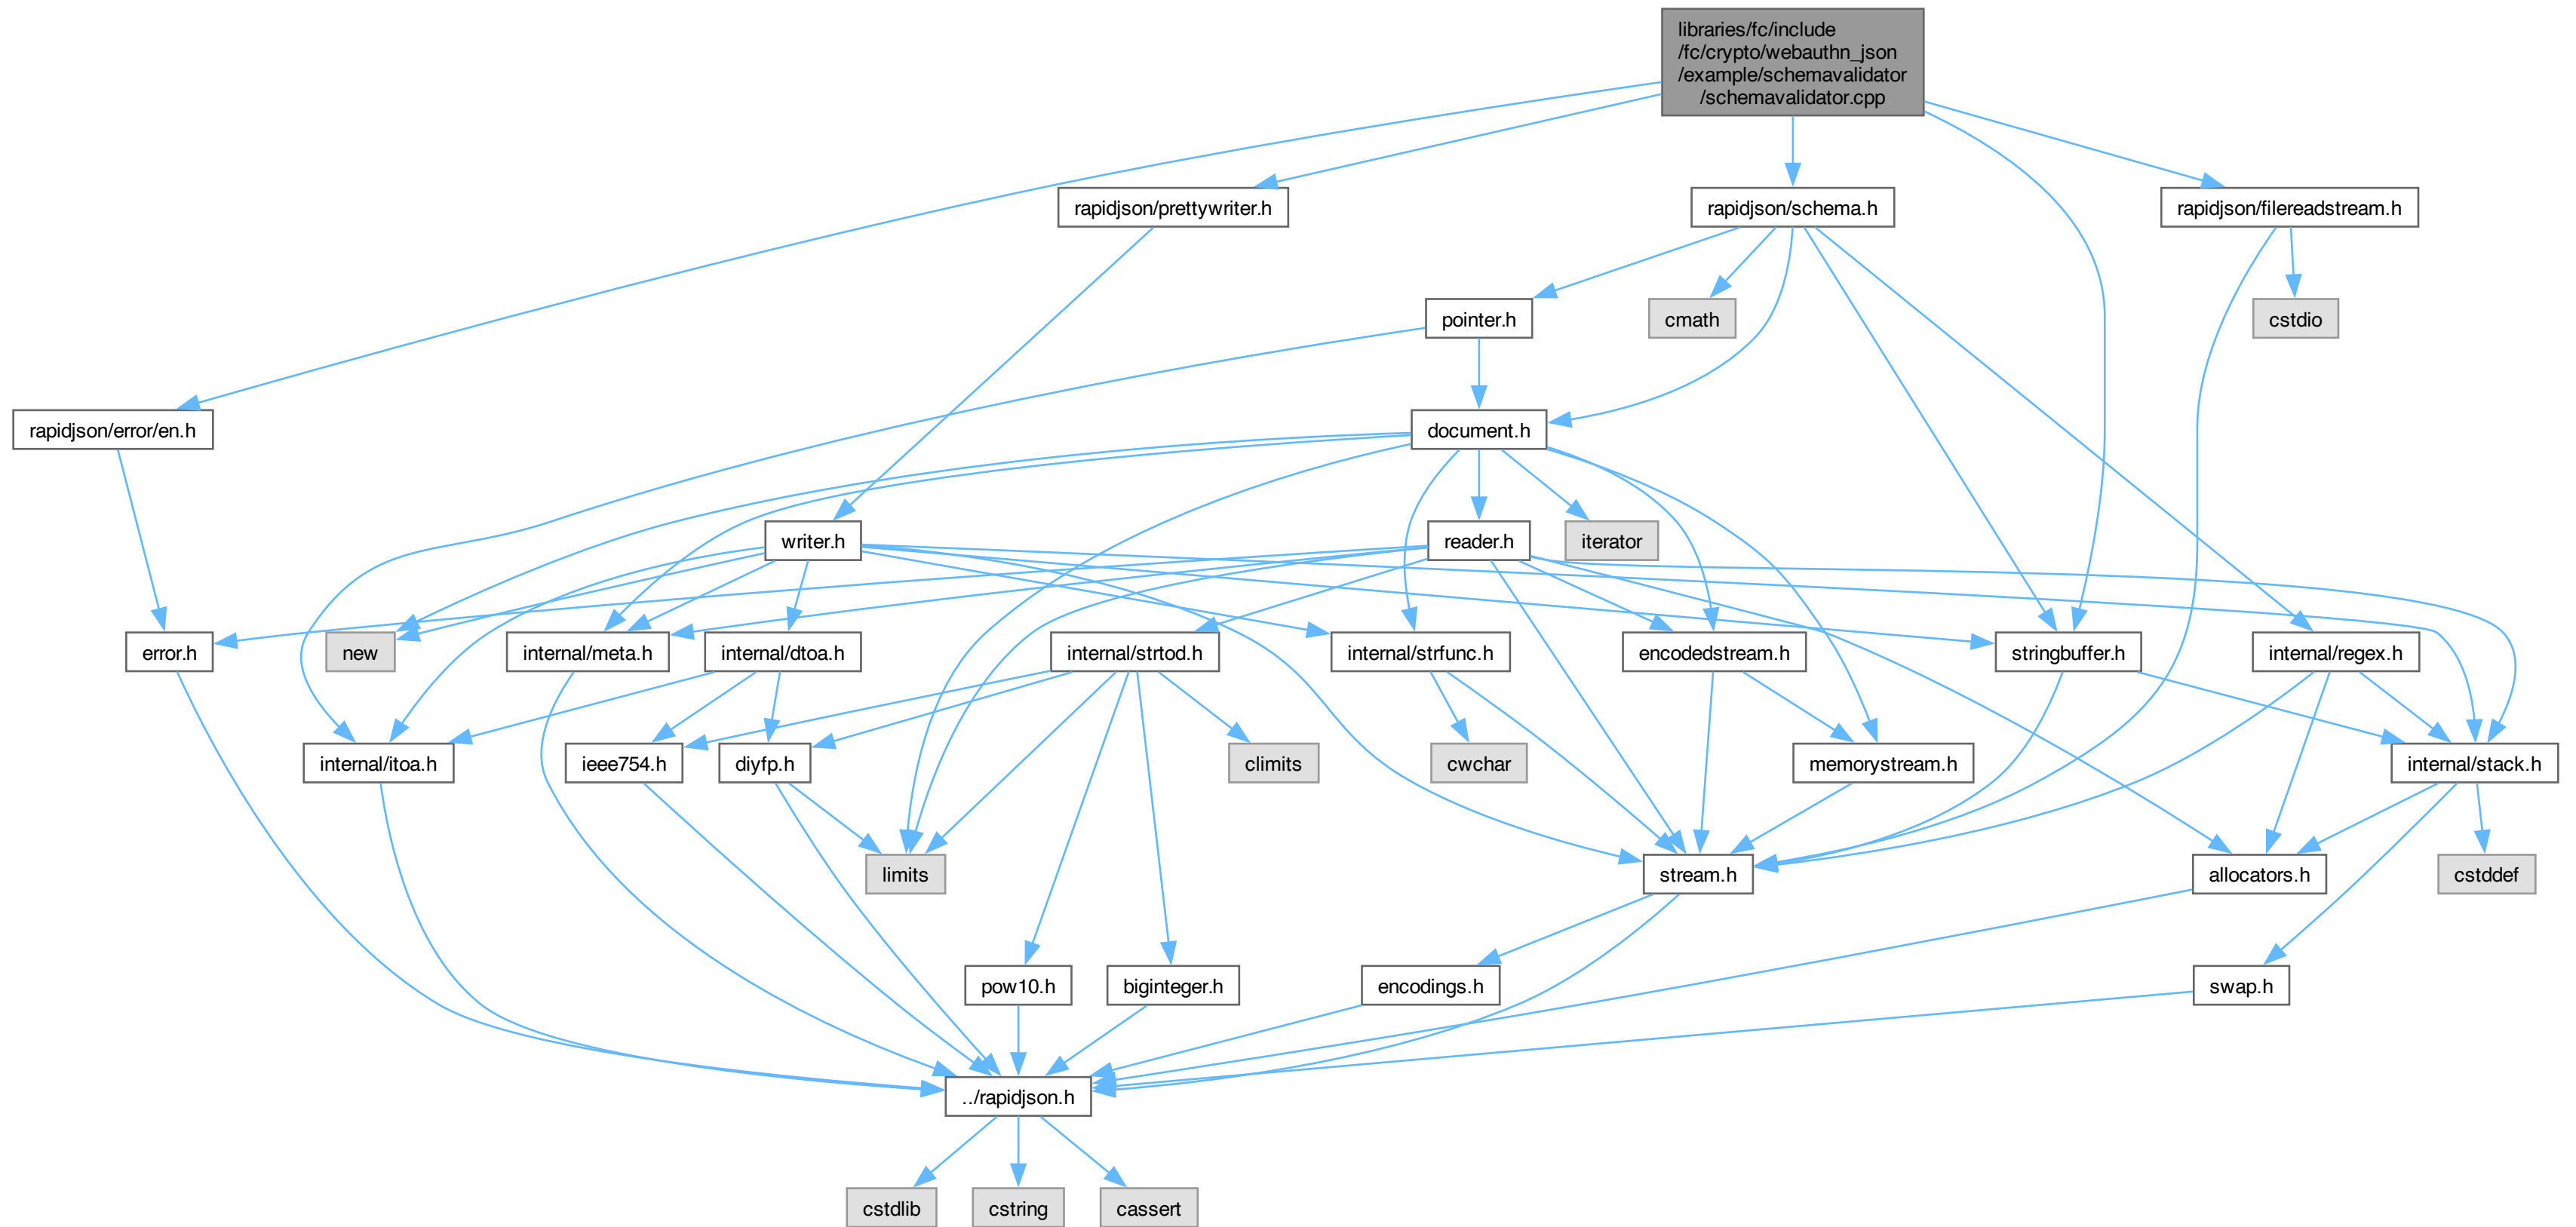 libraries/fc/include
/fc/crypto/webauthn_json
/example/schemavalidator
/schemavalidator.cpp
rapidjson/prettywriter.h
rapidjson/schema.h
rapidjson/filereadstream.h
pointer.h
cmath
cstdio
rapidjson/error/en.h
document.h
writer.h
reader.h
iterator
error.h
new
internal/meta.h
internal/dtoa.h
internal/strtod.h
internal/strfunc.h
encodedstream.h
stringbuffer.h
internal/regex.h
internal/itoa.h
ieee754.h
diyfp.h
climits
cwchar
memorystream.h
internal/stack.h
limits
stream.h
allocators.h
cstddef
pow10.h
biginteger.h
encodings.h
swap.h
../rapidjson.h
cstdlib
cstring
cassert